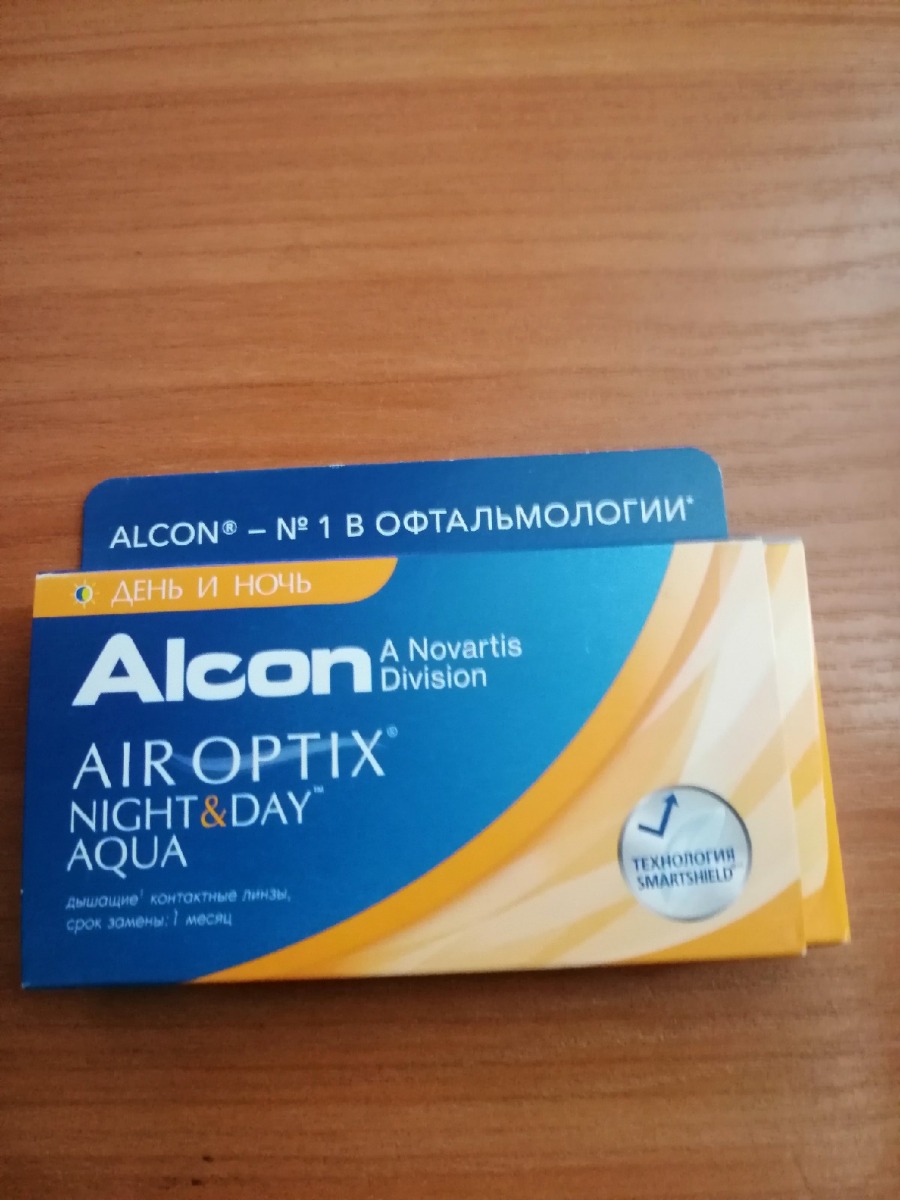 ALCON® – № 1 В ОФТАЛЬМОЛОГИИ*
ДЕНЬ И НОЧЬ
Alcon A Novartis
Division
AIR OPTIX®
NIGHT&DAY™
AQUA
дышащие¹ контактные линзы,
срок замены: 1 месяц
ТЕХНОЛОГИЯ
SMARTSHIELD™